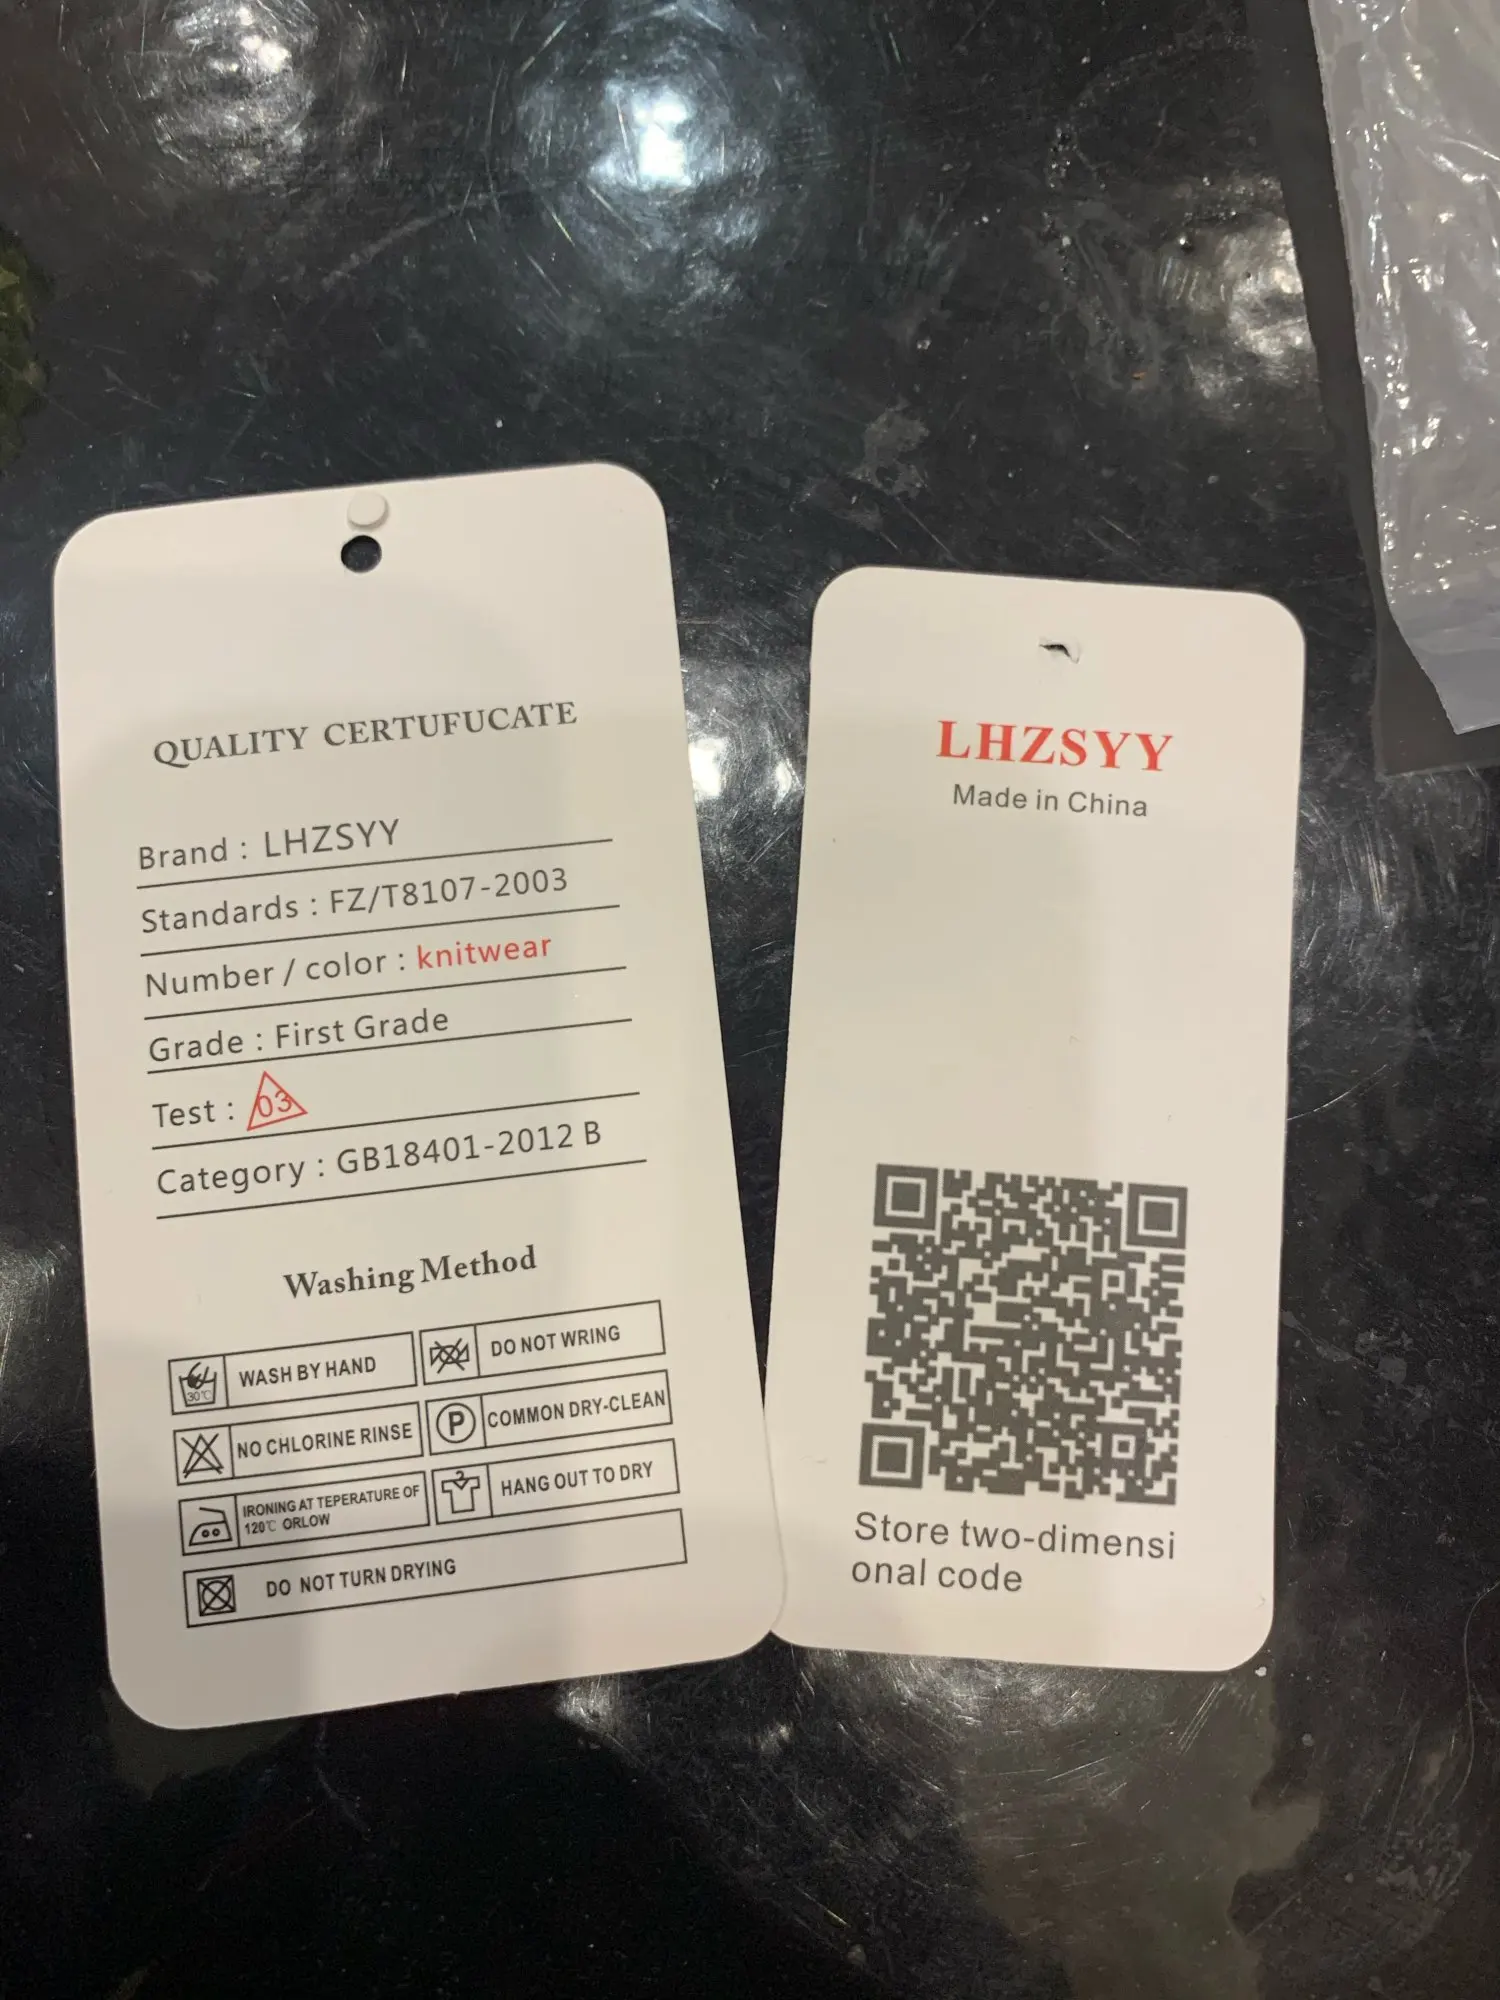 QUALITY CERTUFUCATE
Brand : LHZSYY
Standards : FZ/T8107-2003
Number / color : knitwear
Grade : First Grade
Test : 03
Category : GB18401-2012 B
Washing Method
30℃ WASH BY HAND
DO NOT WRING
NO CHLORINE RINSE
P COMMON DRY-CLEAN
IRONING AT TEPERATURE OF
120℃ ORLOW
HANG OUT TO DRY
DO NOT TURN DRYING
LHZSYY
Made in China
Store two-dimensi
onal code